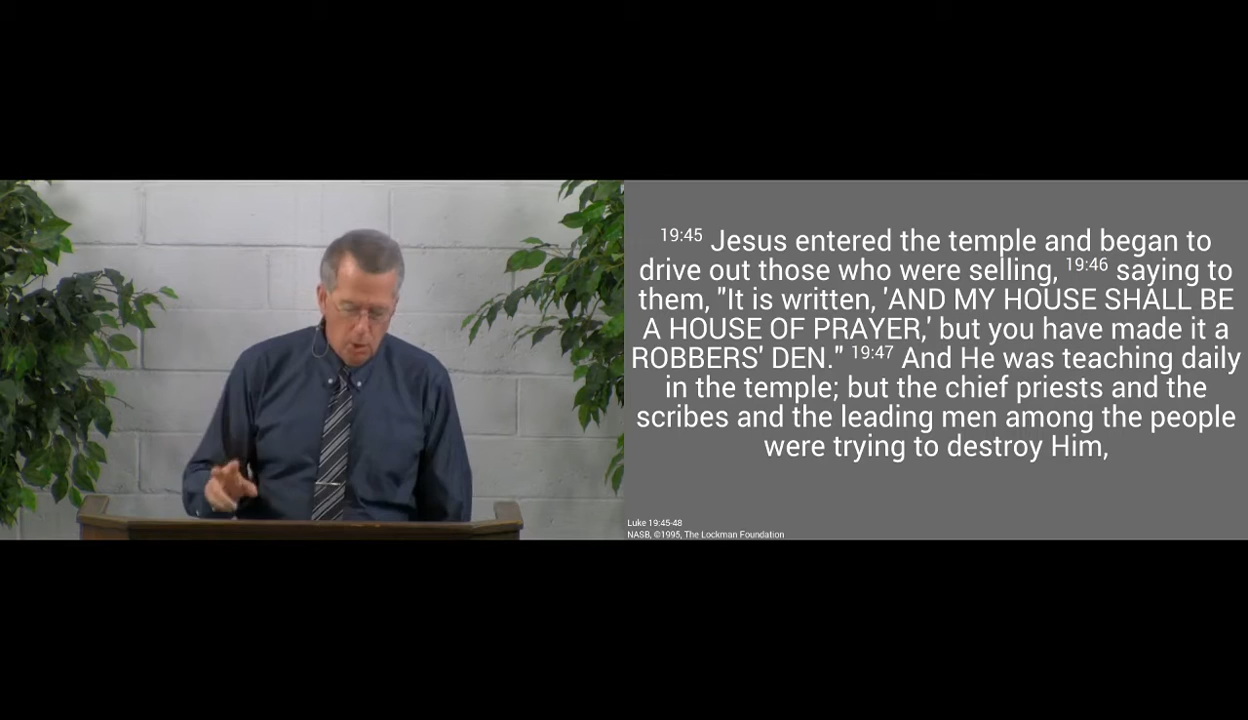 19:45 Jesus entered the temple and began to
drive out those who were selling, 19:46 saying to
them, "It is written, 'AND MY HOUSE SHALL BE
A HOUSE OF PRAYER,' but you have made it a
ROBBERS' DEN." 19:47 And He was teaching daily
in the temple; but the chief priests and the
scribes and the leading men among the people
were trying to destroy Him,
Luke 19:45-48
NASB, ©1995, The Lockman Foundation